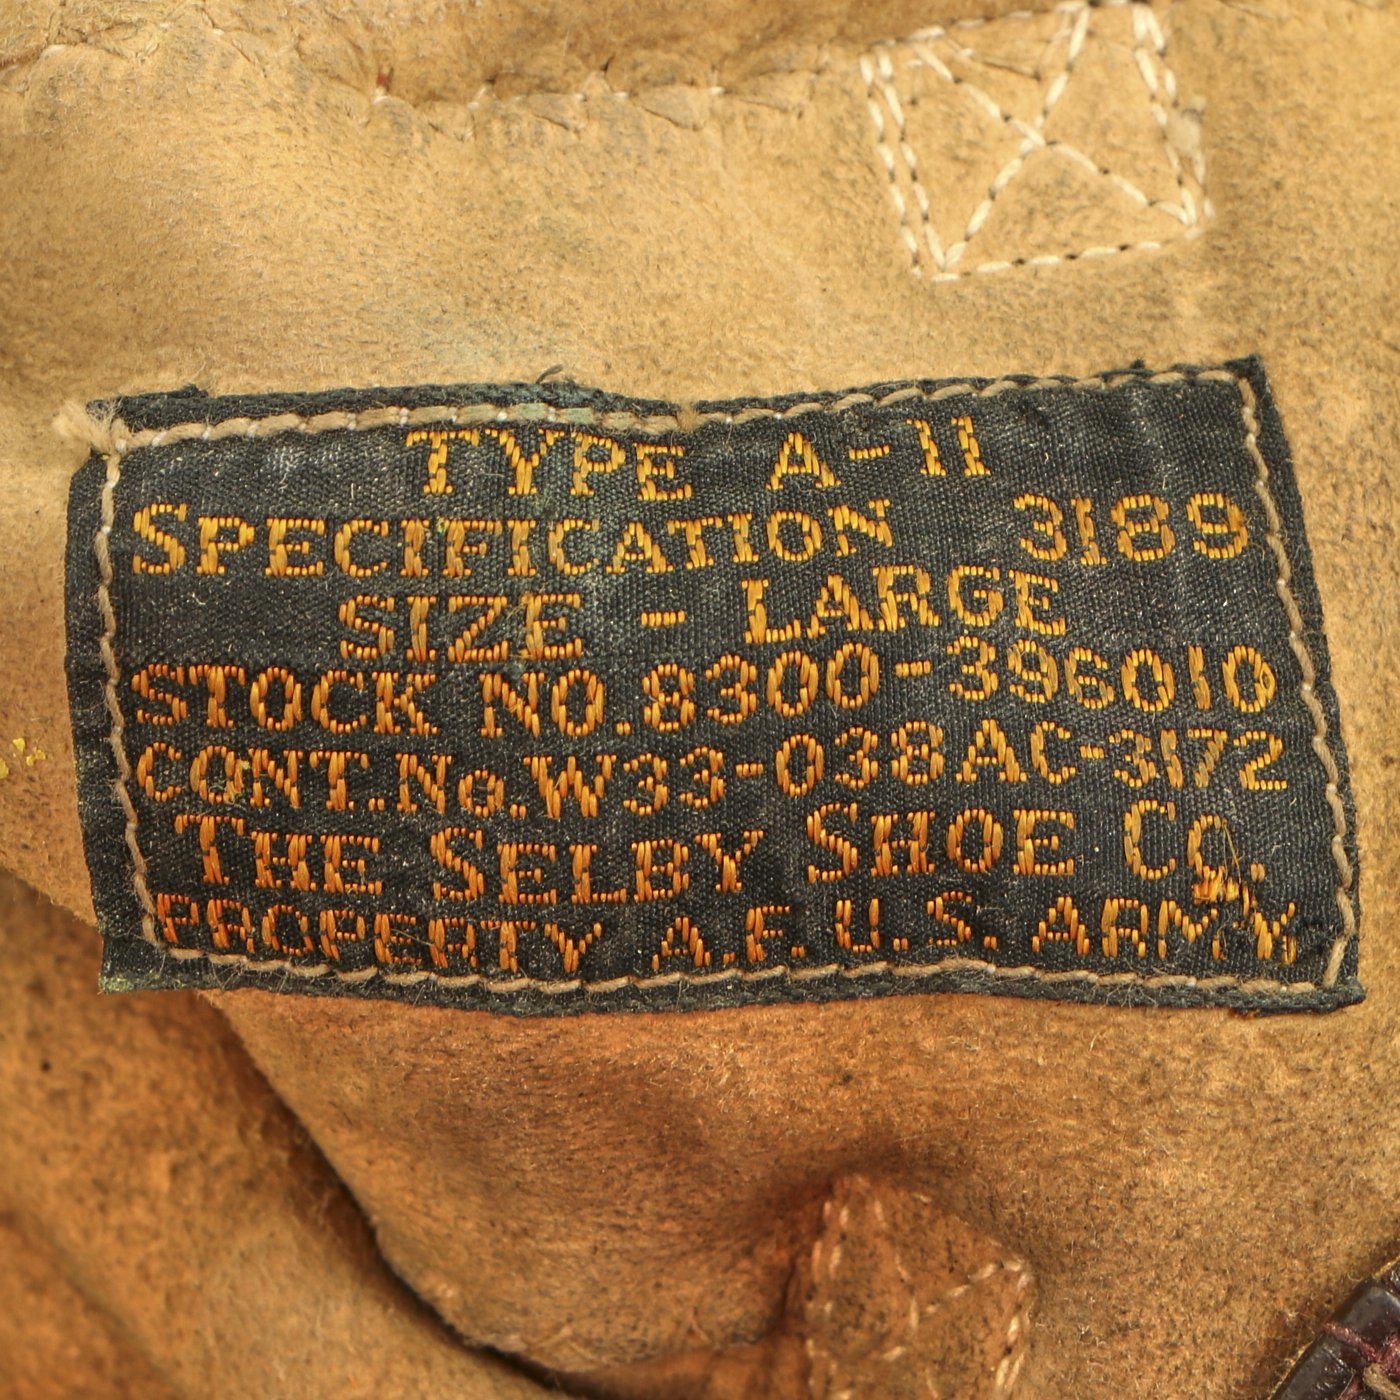 TYPE A-11
SPECIFICATION 3189
SIZE - LARGE
STOCK NO. 8300-396010
CONT. No. W33-038AC-3172
THE SELBY SHOE CO.
PROPERTY A.F. U.S. ARMY